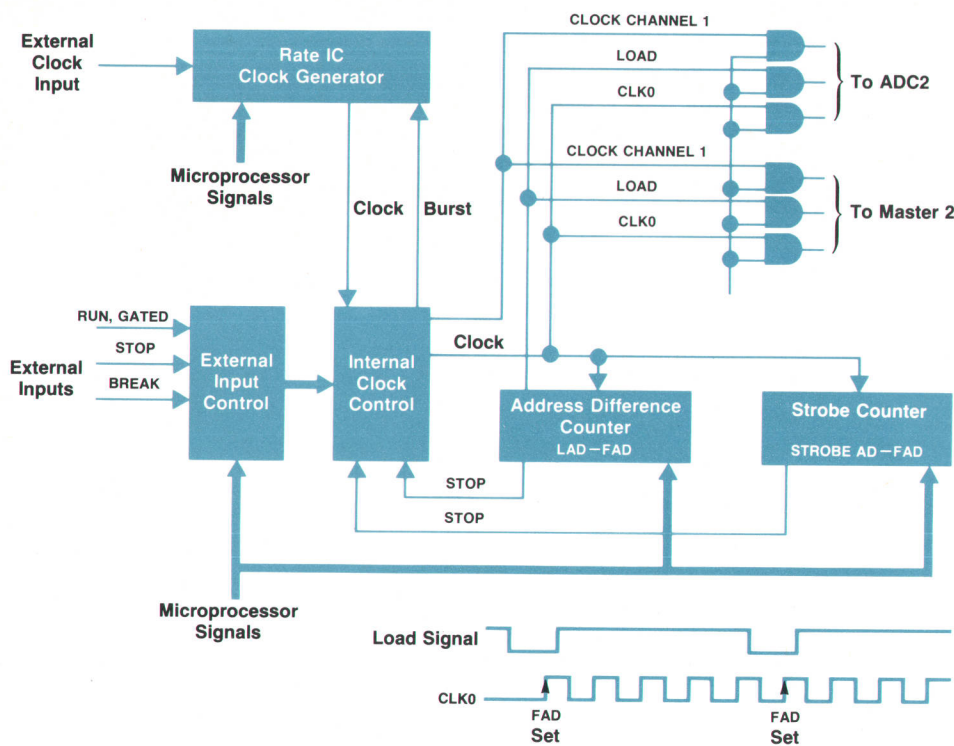 External
Clock
Input
Rate IC
Clock Generator
Microprocessor
Signals
Clock
Burst
CLOCK CHANNEL 1
LOAD
CLK0
To ADC2
CLOCK CHANNEL 1
LOAD
CLK0
To Master 2
External
Inputs
RUN, GATED
STOP
BREAK
External
Input
Control
Internal
Clock
Control
Clock
Address Difference
Counter
LAD–FAD
Strobe Counter
STROBE AD–FAD
STOP
STOP
Microprocessor
Signals
Load Signal
CLK0
FAD
Set
FAD
Set